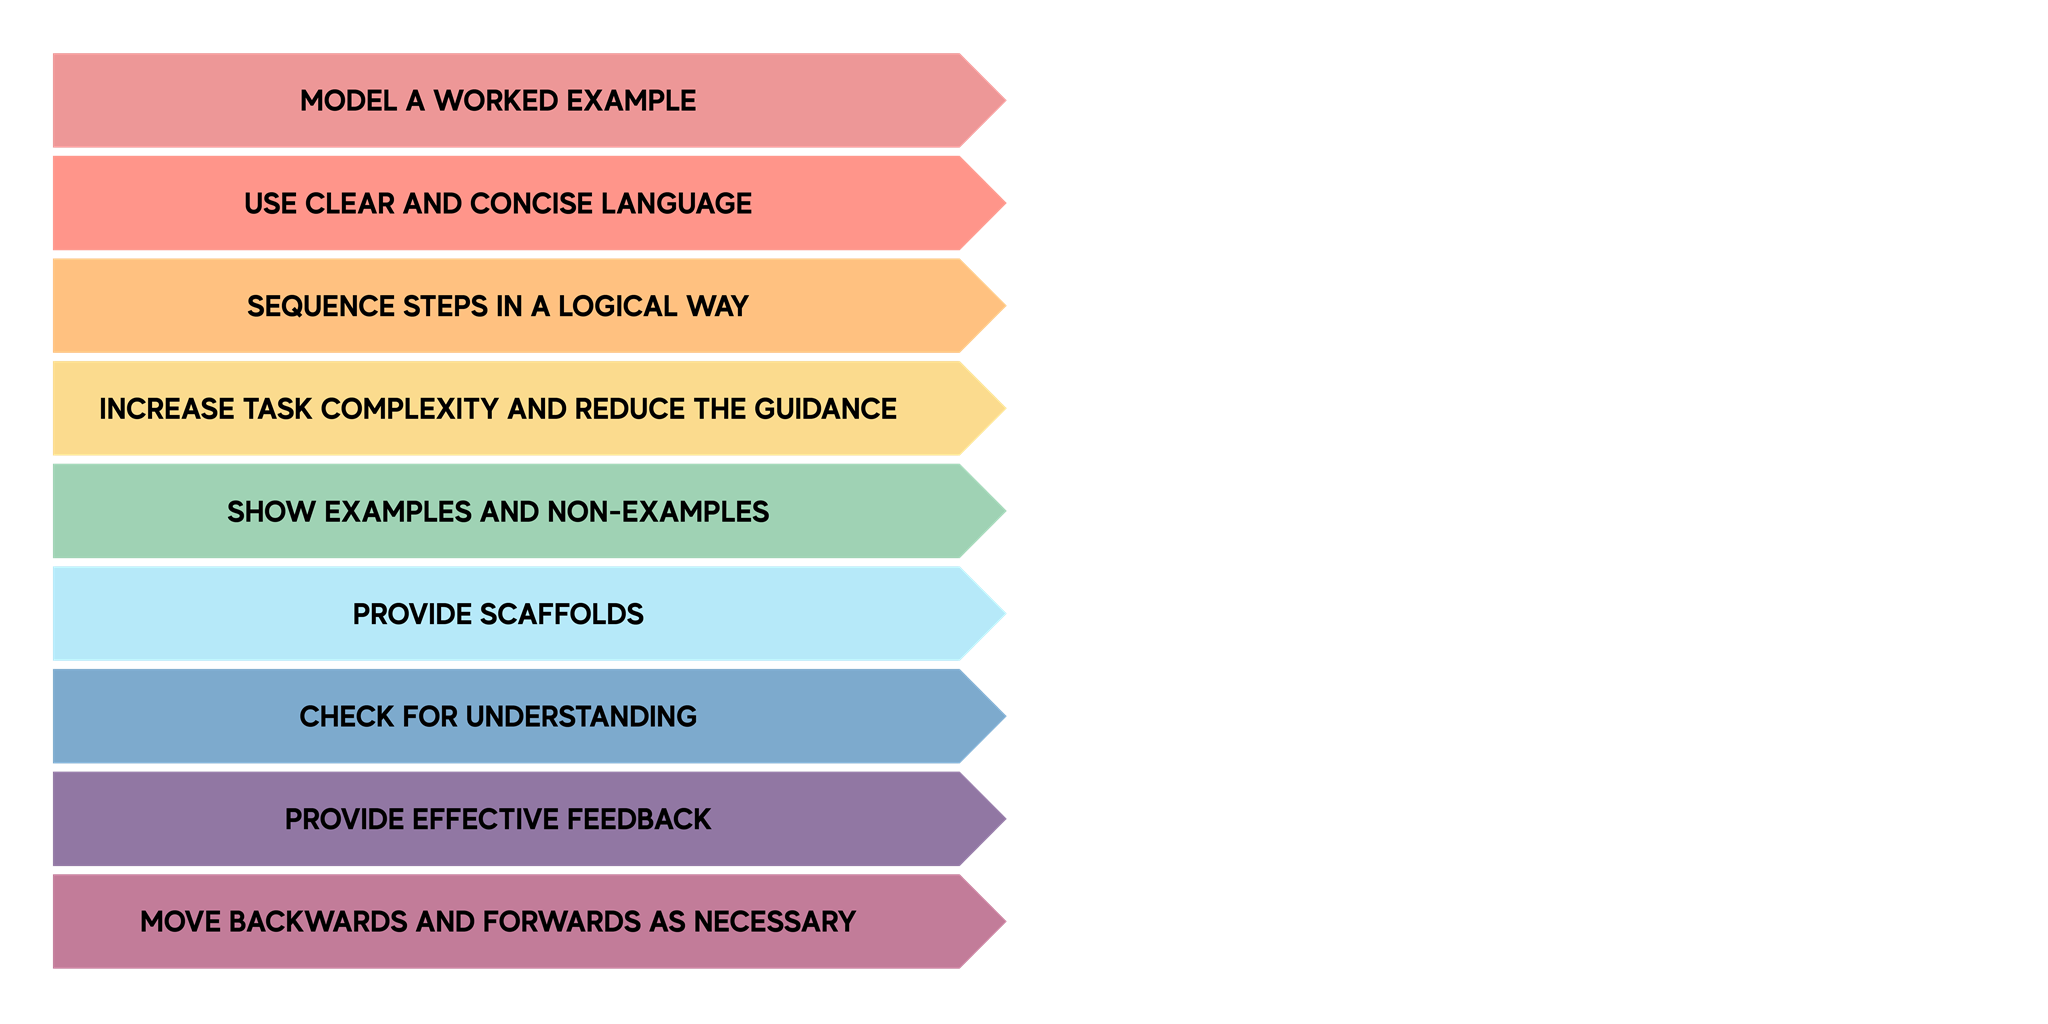 MODEL A WORKED EXAMPLE
USE CLEAR AND CONCISE LANGUAGE
SEQUENCE STEPS IN A LOGICAL WAY
INCREASE TASK COMPLEXITY AND REDUCE THE GUIDANCE
SHOW EXAMPLES AND NON-EXAMPLES
PROVIDE SCAFFOLDS
CHECK FOR UNDERSTANDING
PROVIDE EFFECTIVE FEEDBACK
MOVE BACKWARDS AND FORWARDS AS NECESSARY